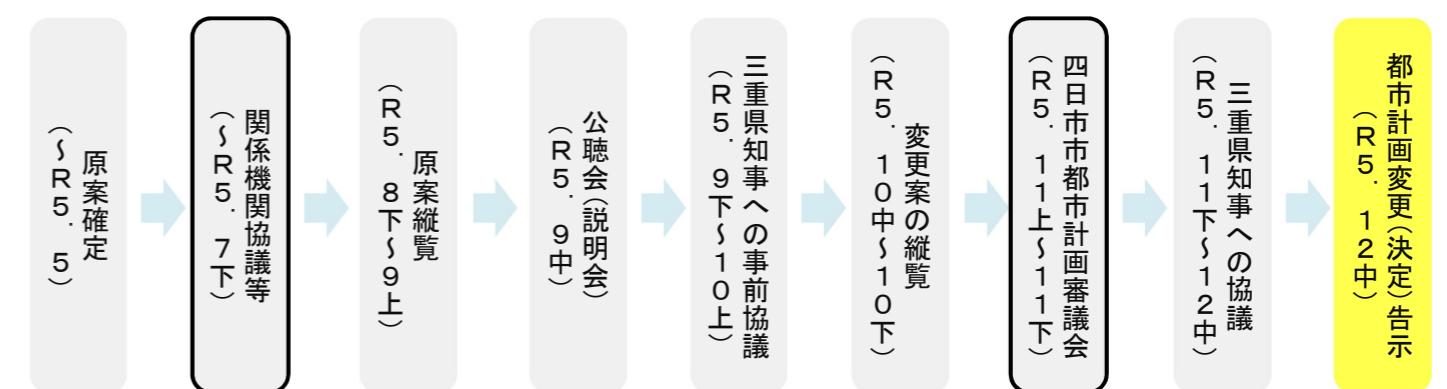 原案確定
（～Ｒ５．５）
関係機関協議等
（～Ｒ５．７下）
原案縦覧
（Ｒ５．８下～９上）
公聴会（説明会）
（Ｒ５．９中）
三重県知事への事前協議
（Ｒ５．９下～１０上）
変更案の縦覧
（Ｒ５．１０中～１０下）
四日市市都市計画審議会
（Ｒ５．１１上～１１下）
三重県知事への協議
（Ｒ５．１１下～１２中）
都市計画変更（決定）告示
（Ｒ５．１２中）